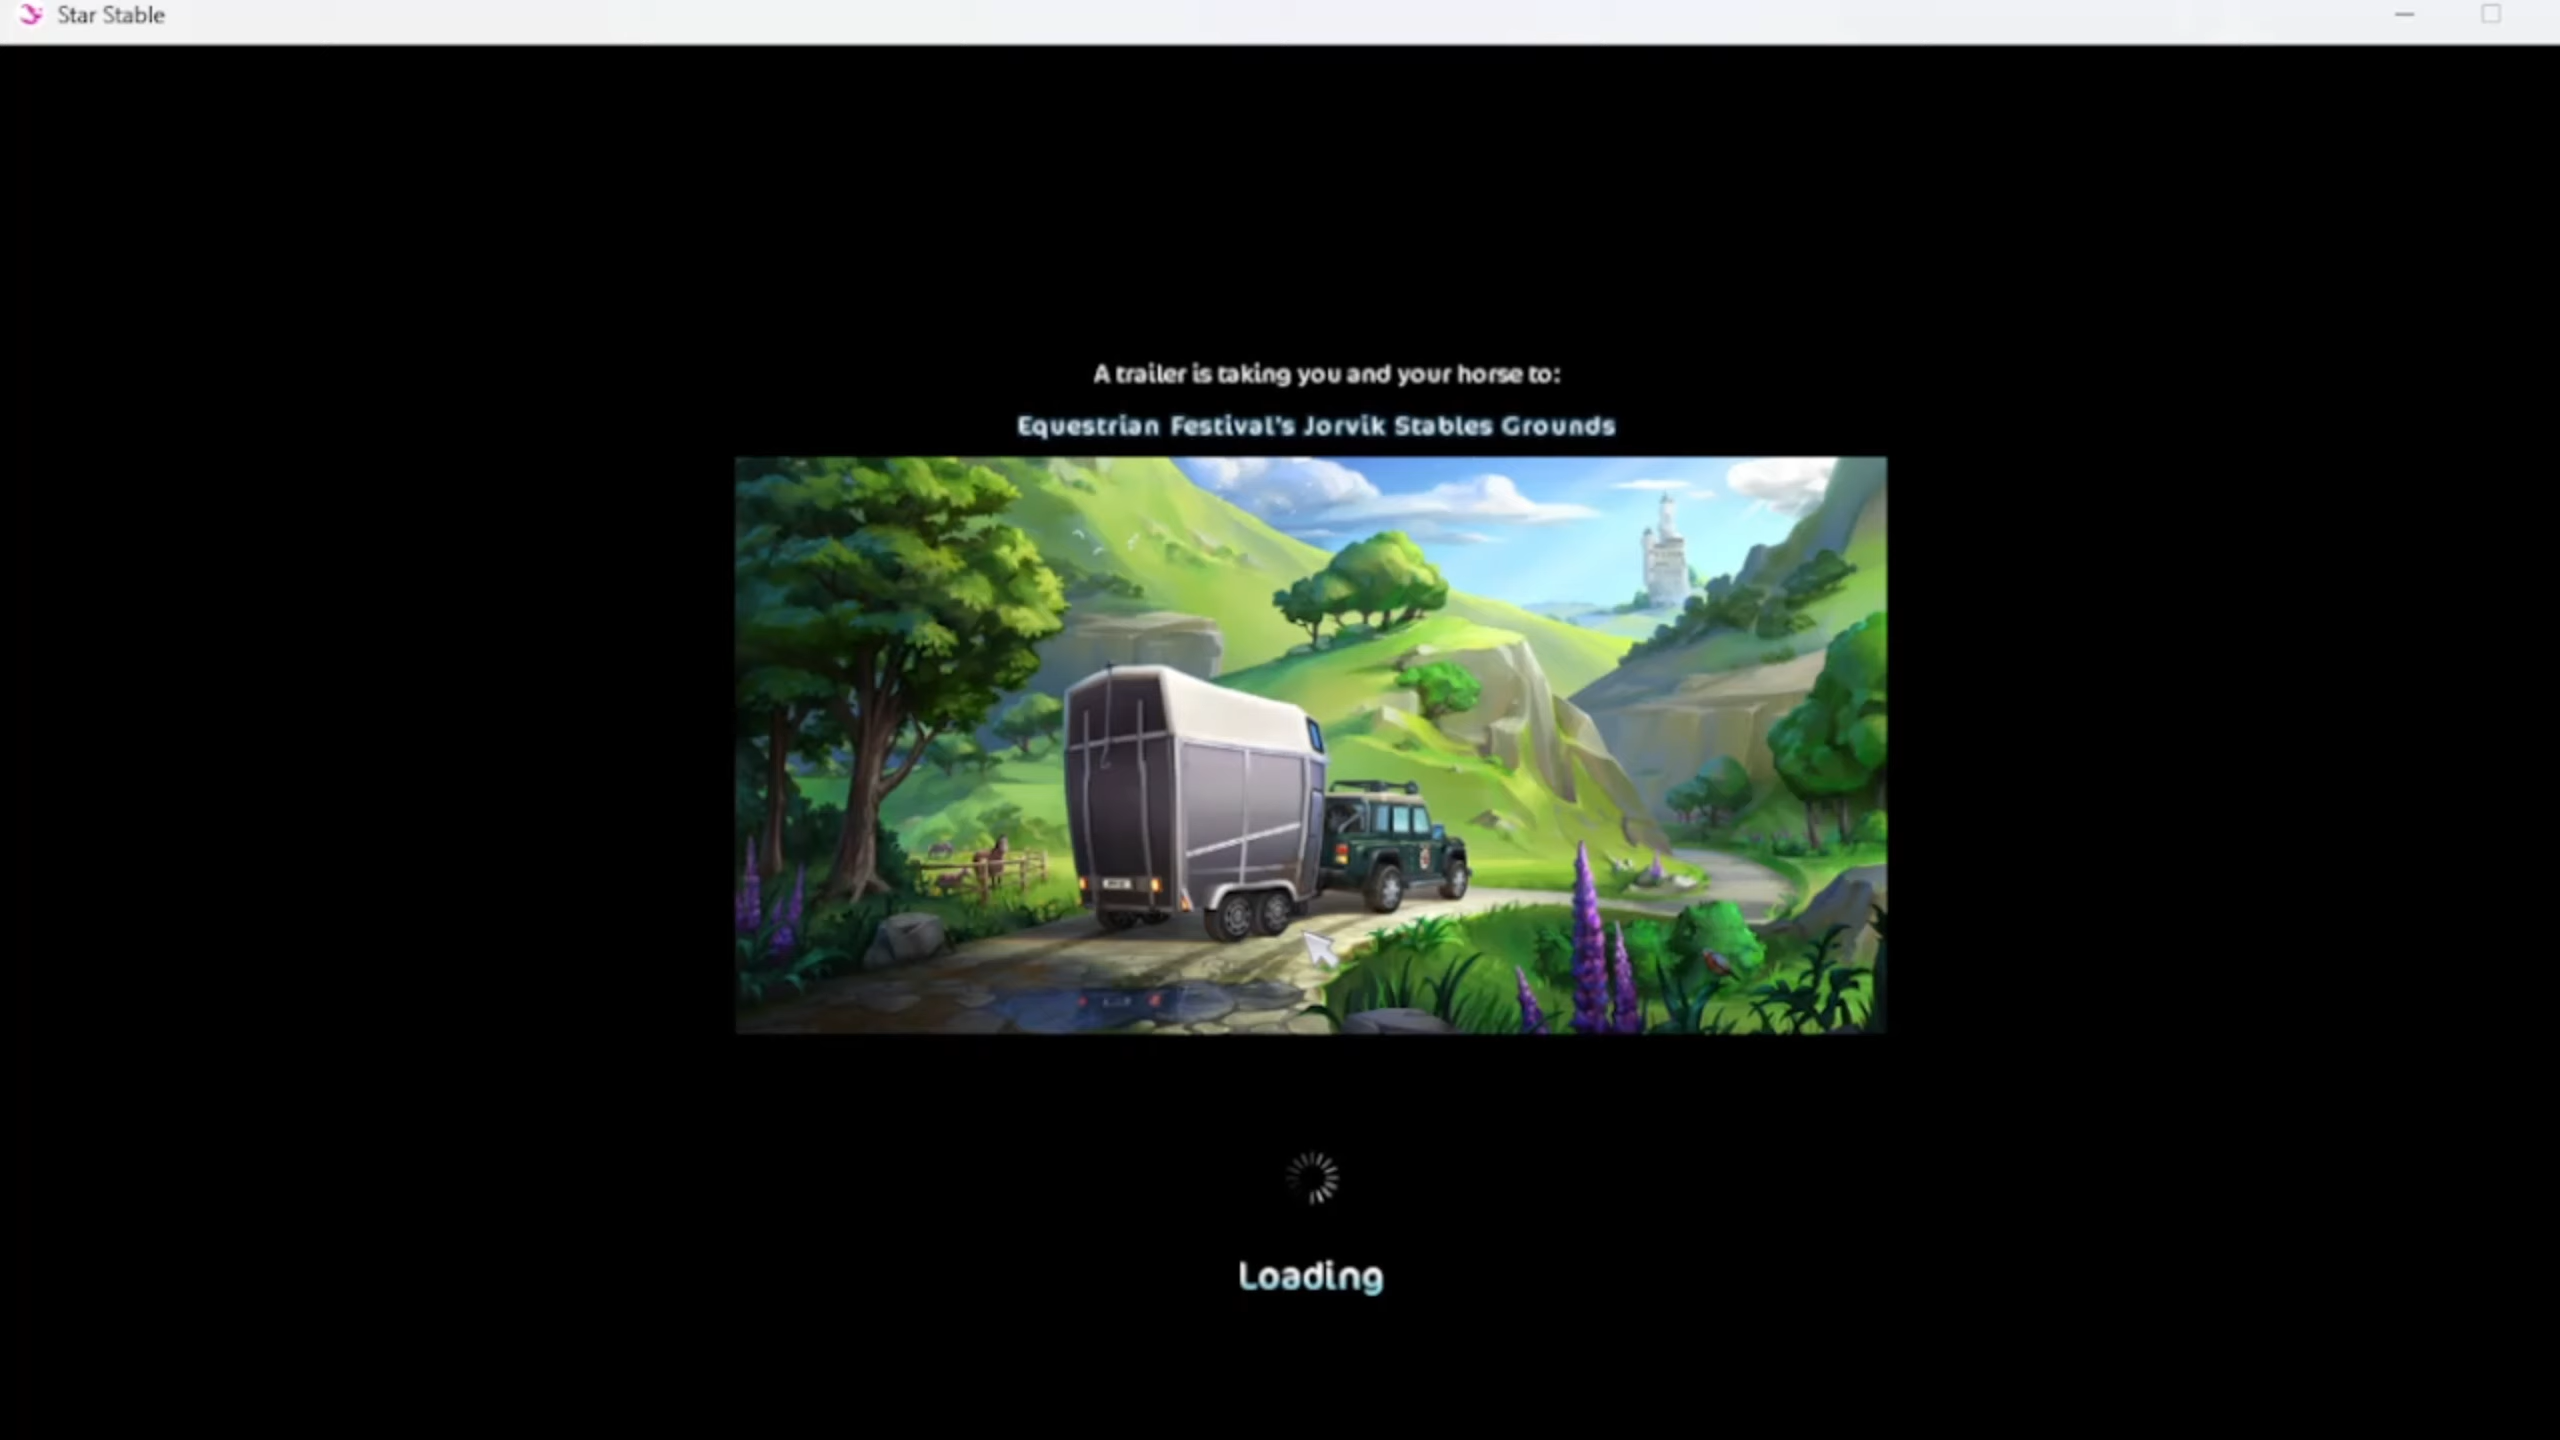 Star Stable
A trailer is taking you and your horse to:
Equestrian Festival's Jorvik Stables Grounds
Loading